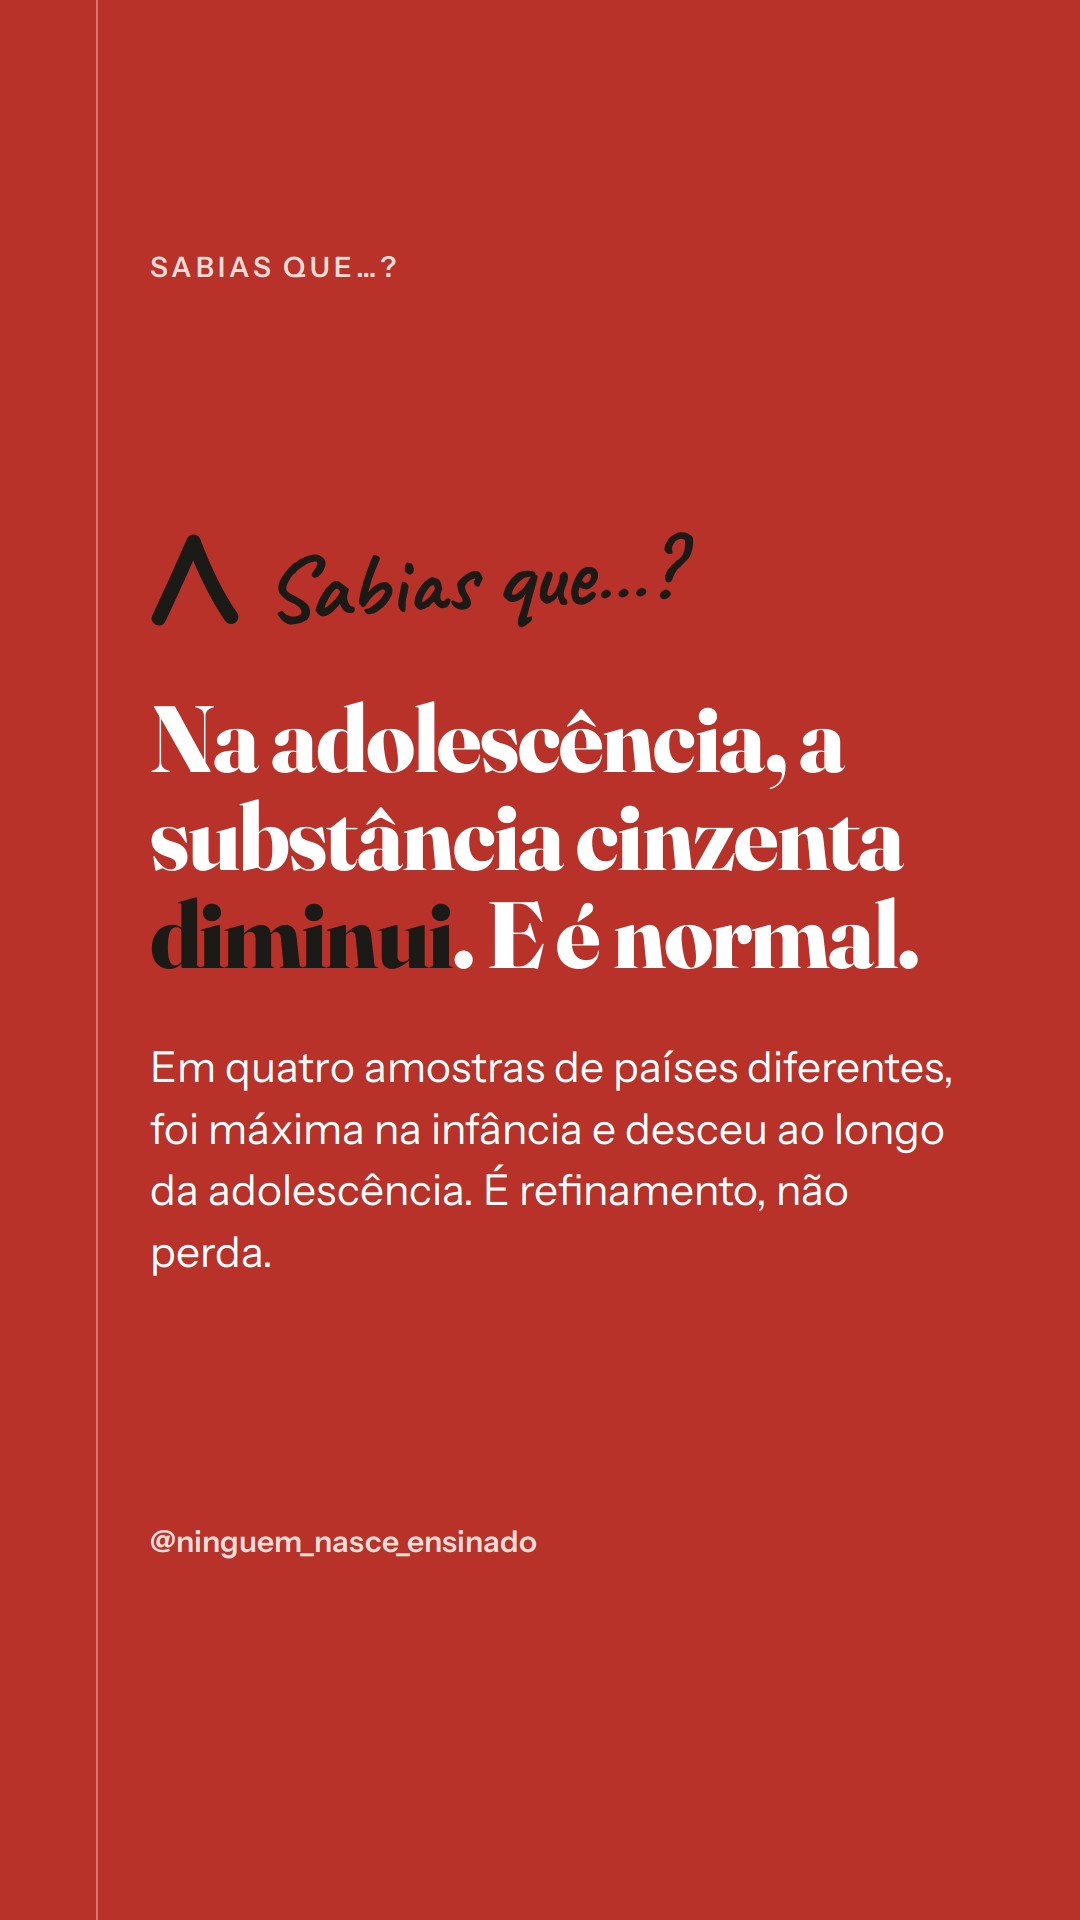 SABIAS QUE…?
Sabias que...?
Na adolescência, a
substância cinzenta
diminui. E é normal.
Em quatro amostras de países diferentes,
foi máxima na infância e desceu ao longo
da adolescência. É refinamento, não
perda.
@ninguem_nasce_ensinado